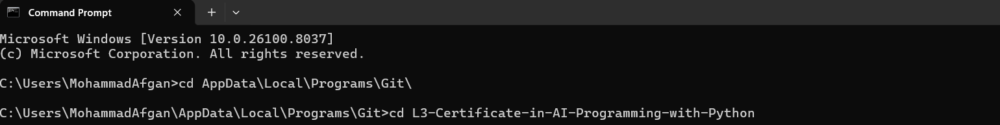 Command Prompt
Microsoft Windows [Version 10.0.26100.8037]
(c) Microsoft Corporation. All rights reserved.
C:\Users\MohammadAfgan>cd AppData\Local\Programs\Git\
C:\Users\MohammadAfgan\AppData\Local\Programs\Git>cd L3-Certificate-in-AI-Programming-with-Python